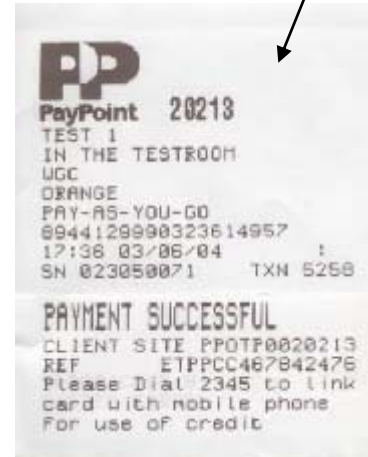 PP
PayPoint 20213
TEST 1
IN THE TESTROOM
WGC
ORANGE
PAY-AS-YOU-GO
8944129990323614957
17:36 03/06/04 :
SN 023050071 TXN 5258
PAYMENT SUCCESSFUL
CLIENT SITE PPOTP0020213
REF ETPPCC467842476
Please Dial 2345 to link
card with mobile phone
For use of credit